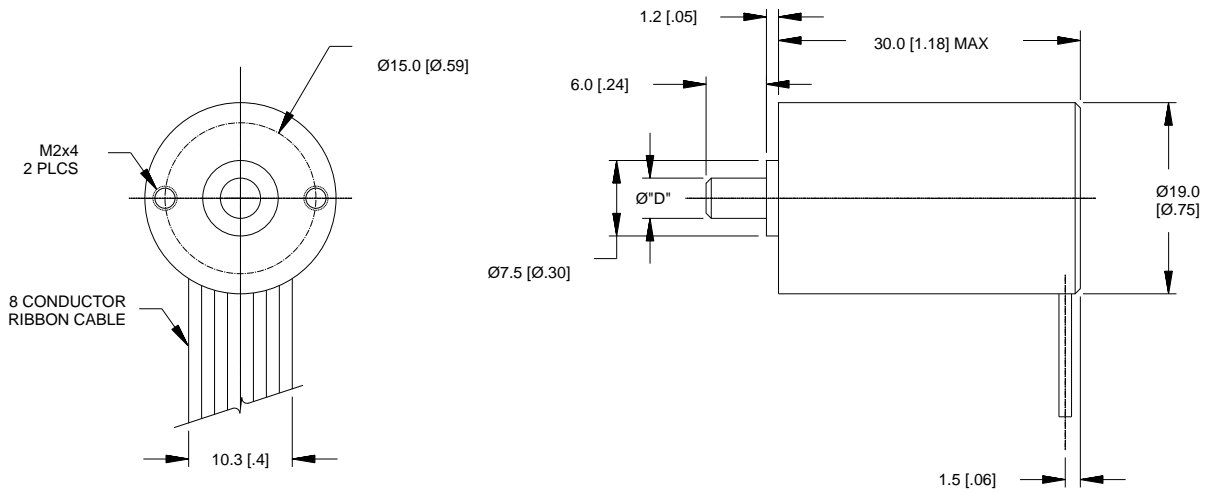 1.2 [.05]
30.0 [1.18] MAX
Ø15.0 [Ø.59]
6.0 [.24]
M2x4
2 PLCS
Ø"D"
Ø19.0
[Ø.75]
Ø7.5 [Ø.30]
8 CONDUCTOR
RIBBON CABLE
10.3 [.4]
1.5 [.06]